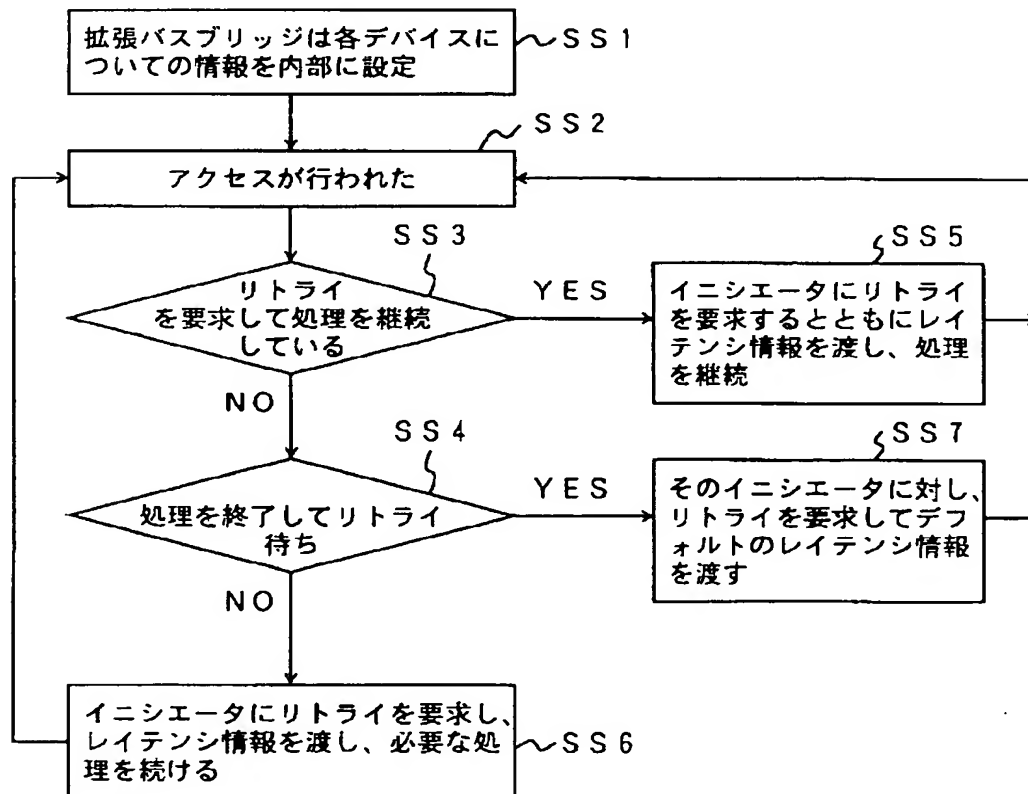 拡張バスブリッジは各デバイスに
ついての情報を内部に設定
SS1
SS2
アクセスが行われた
SS3
リトライ
を要求して処理を継続
している
YES
SS5
イニシエータにリトライ
を要求するとともにレイ
テンシ情報を渡し、処理
を継続
NO
SS4
処理を終了してリトライ
待ち
YES
SS7
そのイニシエータに対し、
リトライを要求してデフ
ォルトのレイテンシ情報
を渡す
NO
イニシエータにリトライを要求し、
レイテンシ情報を渡し、必要な処
理を続ける
SS6